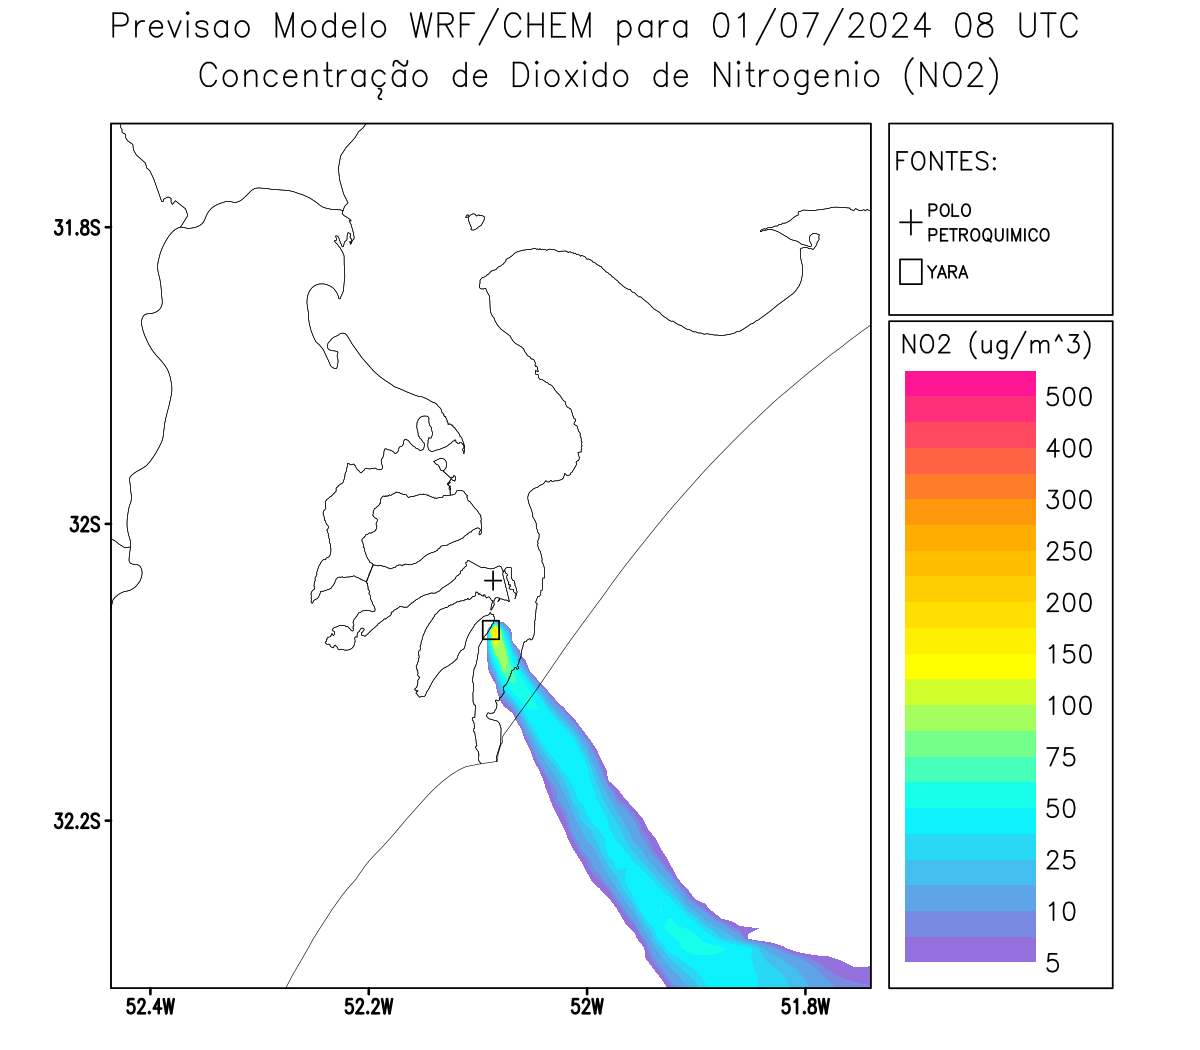 Previsao Modelo WRF/CHEM para 01/07/2024 08 UTC
Concentração de Dioxido de Nitrogenio (NO2)
FONTES:
POLO
PETROQUIMICO
YARA
NO2 (ug/m^3)
500
400
300
250
200
150
100
75
50
25
10
5
31.8S
32S
32.2S
52.4W
52.2W
52W
51.8W